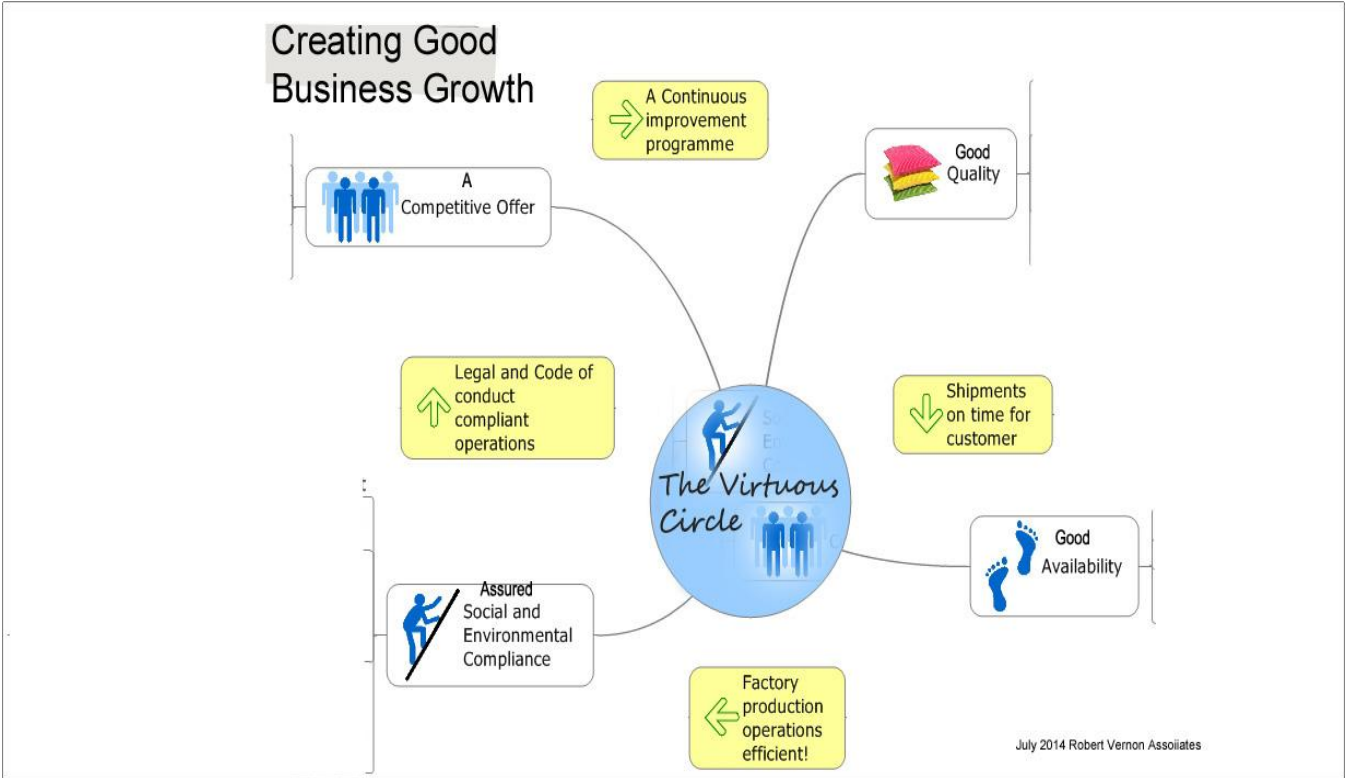 Creating Good
Business Growth
A Continuous
improvement
programme
Good
Quality
A
Competitive Offer
Legal and Code of
conduct
compliant
operations
Shipments
on time for
customer
The Virtuous
Circle
Good
Availability
Assured
Social and
Environmental
Compliance
Factory
production
operations
efficient!
July 2014 Robert Vernon Assoiiates